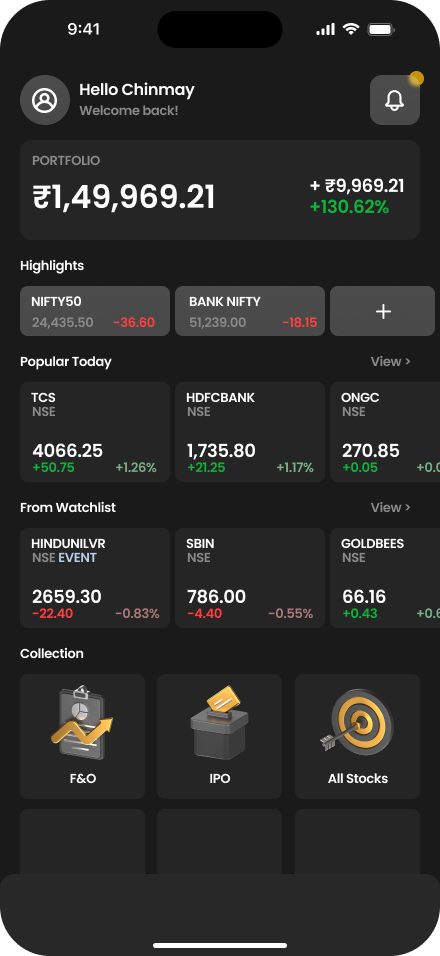 9:41
Hello Chinmay
Welcome back!
PORTFOLIO
₹1,49,969.21
+ ₹9,969.21
+130.62%
Highlights
NIFTY50
24,435.50 -36.60
BANK NIFTY
51,239.00 -18.15
+
Popular Today View >
TCS
NSE
4066.25
+50.75 +1.26%
HDFCBANK
NSE
1,735.80
+21.25 +1.17%
ONGC
NSE
270.85
+0.05
From Watchlist View >
HINDUNILVR
NSE EVENT
2659.30
-22.40 -0.83%
SBIN
NSE
786.00
-4.40 -0.55%
GOLDBEES
NSE
66.16
+0.43
Collection
F&O
IPO
All Stocks